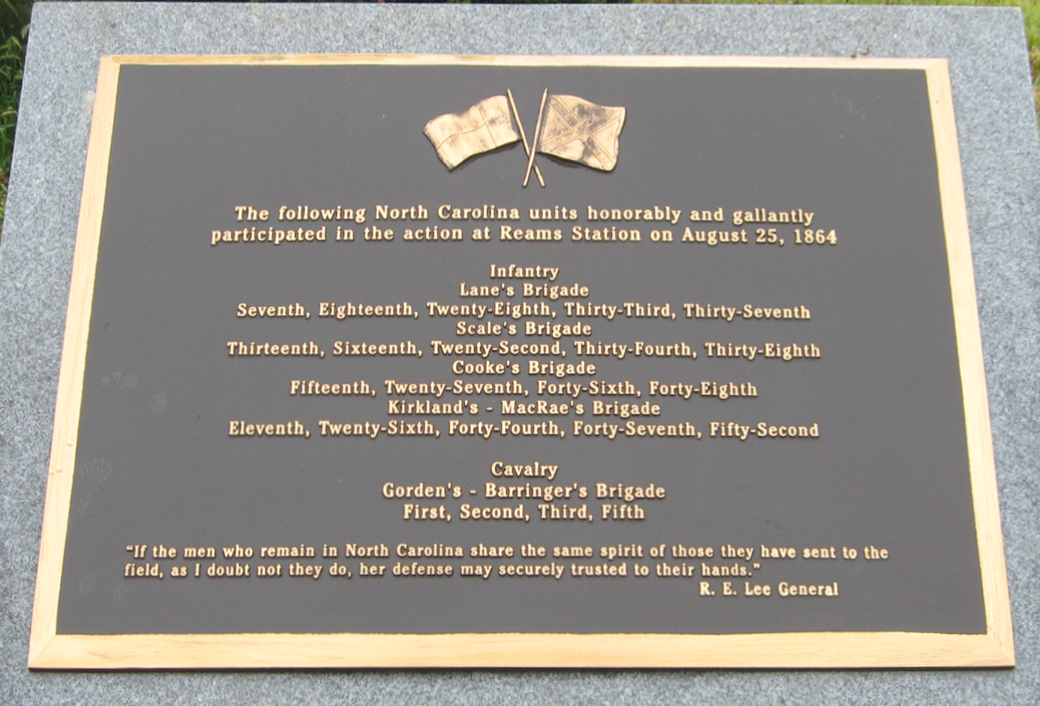 The following North Carolina units honorably and gallantly
participated in the action at Reams Station on August 25, 1864
Infantry
Lane's Brigade
Seventh, Eighteenth, Twenty-Eighth, Thirty-Third, Thirty-Seventh
Scale's Brigade
Thirteenth, Sixteenth, Twenty-Second, Thirty-Fourth, Thirty-Eighth
Cooke's Brigade
Fifteenth, Twenty-Seventh, Forty-Sixth, Forty-Eighth
Kirkland's - MacRae's Brigade
Eleventh, Twenty-Sixth, Forty-Fourth, Forty-Seventh, Fifty-Second
Cavalry
Gorden's - Barringer's Brigade
First, Second, Third, Fifth
"If the men who remain in North Carolina share the same spirit of those they have sent to the
field, as I doubt not they do, her defense may securely trusted to their hands."
R. E. Lee General